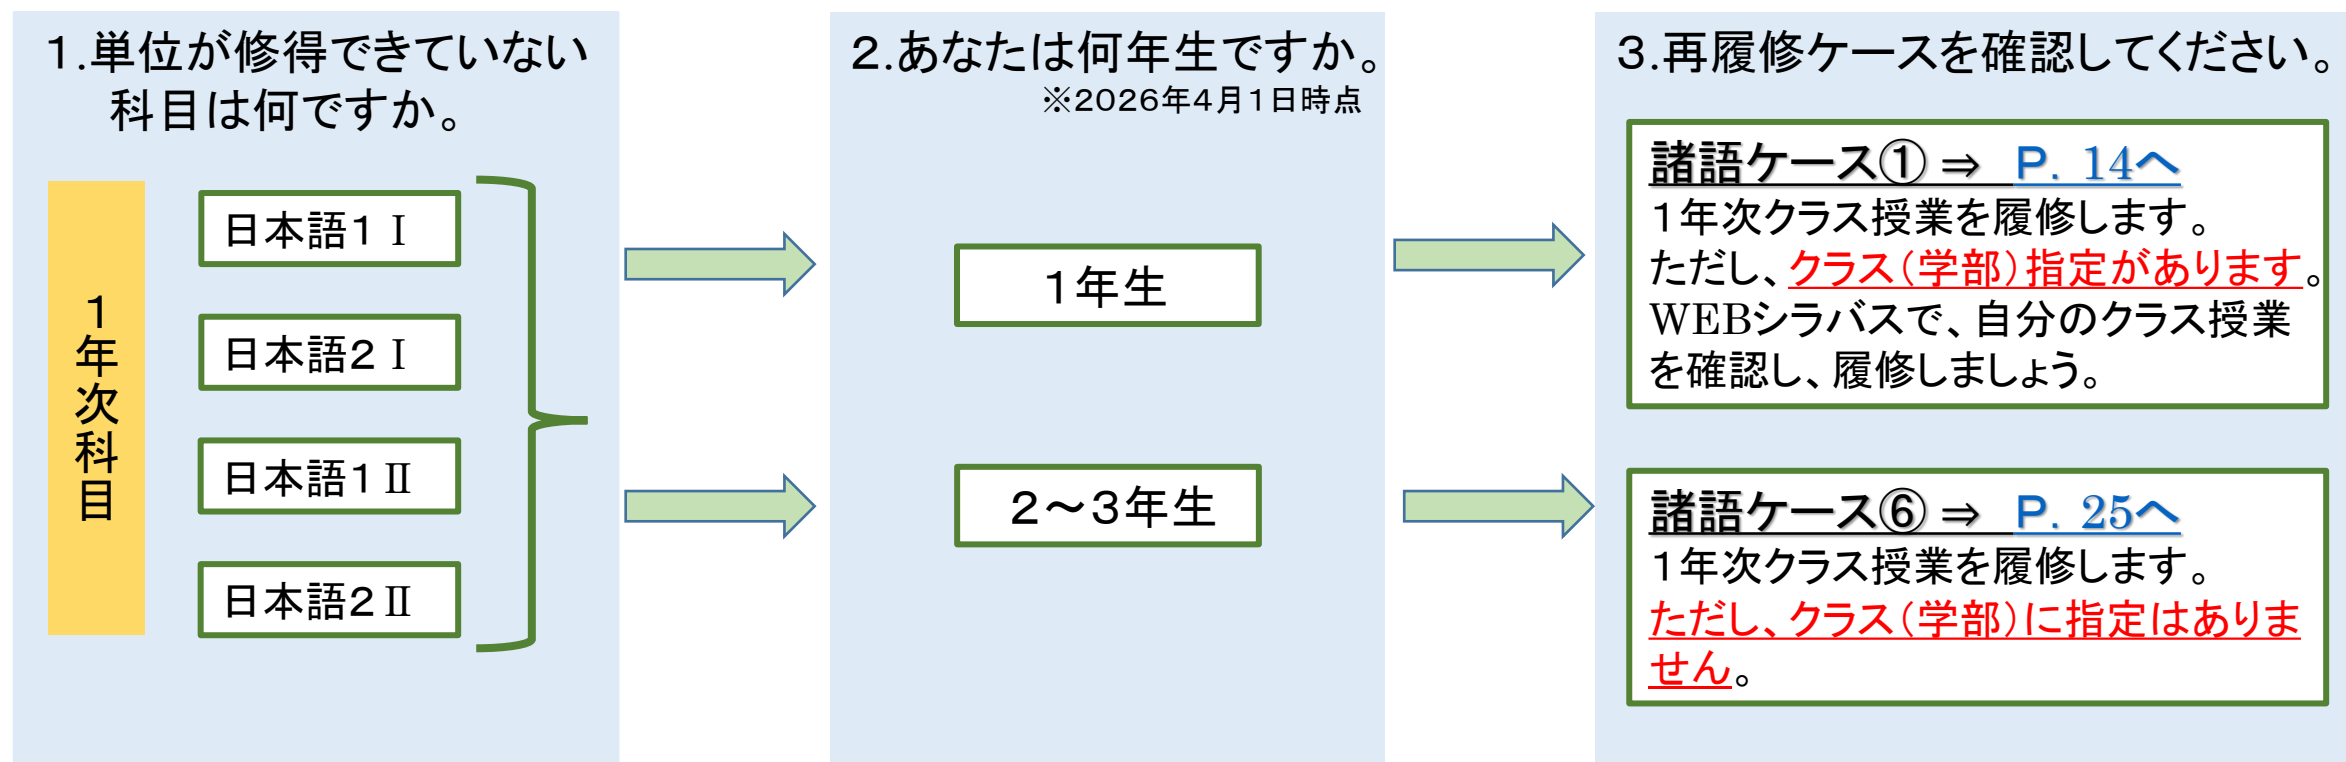 １.単位が修得できていない
科目は何ですか。
１年次科目
日本語１Ⅰ
日本語２Ⅰ
日本語１Ⅱ
日本語２Ⅱ
２.あなたは何年生ですか。
※２０２６年４月１日時点
１年生
２～３年生
３.再履修ケースを確認してください。
諸語ケース① ⇒ Ｐ．14へ
１年次クラス授業を履修します。
ただし、クラス（学部）指定があります。
WEBシラバスで、自分のクラス授業
を確認し、履修しましょう。
諸語ケース⑥ ⇒ Ｐ．25へ
１年次クラス授業を履修します。
ただし、クラス（学部）に指定はありま
せん。